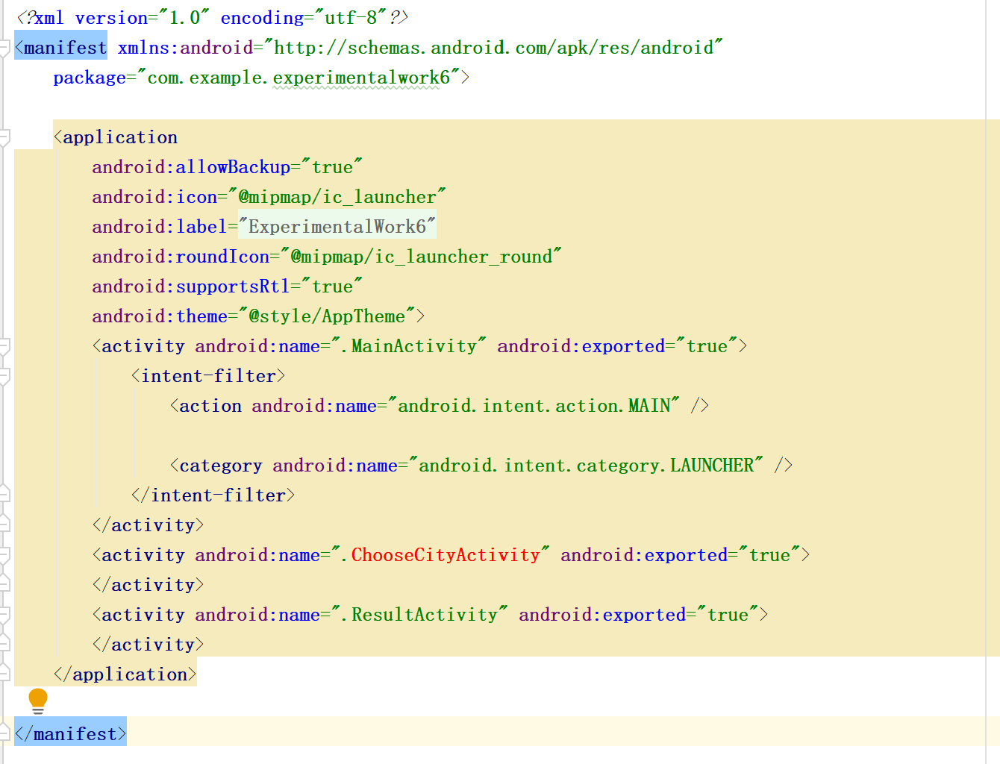 <?xml version="1.0" encoding="utf-8"?>
<manifest xmlns:android="http://schemas.android.com/apk/res/android"
package="com.example.experimentalwork6">
<application
android:allowBackup="true"
android:icon="@mipmap/ic_launcher"
android:label="ExperimentalWork6"
android:roundIcon="@mipmap/ic_launcher_round"
android:supportsRtl="true"
android:theme="@style/AppTheme">
<activity android:name=".MainActivity" android:exported="true">
<intent-filter>
<action android:name="android.intent.action.MAIN" />
<category android:name="android.intent.category.LAUNCHER" />
</intent-filter>
</activity>
<activity android:name=".ChooseCityActivity" android:exported="true">
</activity>
<activity android:name=".ResultActivity" android:exported="true">
</activity>
</application>
</manifest>